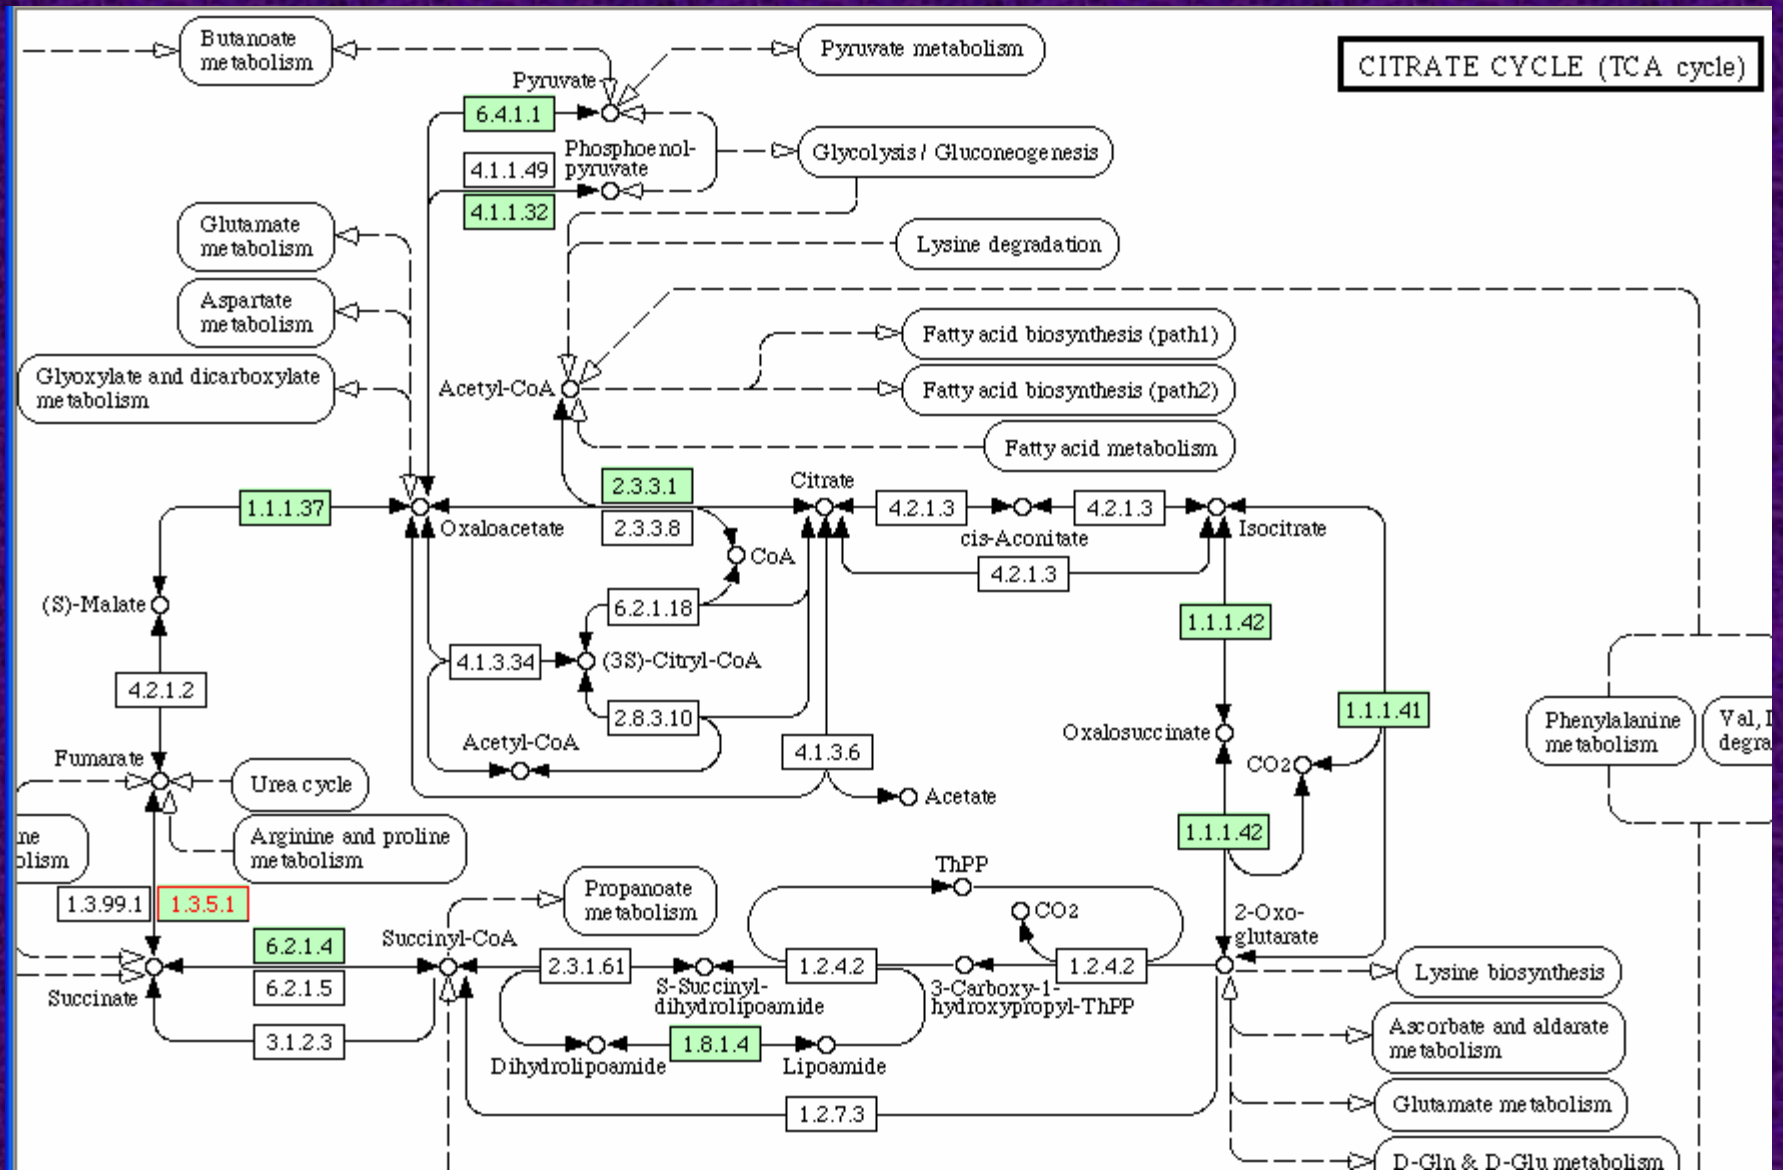 Butanoate
metabolism
Pyruvate metabolism
CITRATE CYCLE (TCA cycle)
Pyruvate
6.4.1.1
Phosphoenol-
pyruvate
4.1.1.49
4.1.1.32
Glycolysis / Gluconeogenesis
Glutamate
metabolism
Lysine degradation
Aspartate
metabolism
Fatty acid biosynthesis (path1)
Glyoxylate and dicarboxylate
metabolism
Acetyl-CoA
Fatty acid biosynthesis (path2)
Fatty acid metabolism
1.1.1.37
Oxaloacetate
2.3.3.1
2.3.3.8
Citrate
4.2.1.3
cis-Aconitate
4.2.1.3
Isocitrate
CoA
4.2.1.3
(S)-Malate
6.2.1.18
1.1.1.42
4.1.3.34
(3S)-Citryl-CoA
4.2.1.2
2.8.3.10
1.1.1.41
Phenylalanine
metabolism
Val, I
degra
Acetyl-CoA
4.1.3.6
Oxalosuccinate
CO2
Fumarate
Urea cycle
Acetate
ne
olism
Arginine and proline
metabolism
1.1.1.42
1.3.99.1
1.3.5.1
Propanoate
metabolism
ThPP
CO2
2-Oxo-
glutarate
6.2.1.4
Succinyl-CoA
2.3.1.61
1.2.4.2
1.2.4.2
Lysine biosynthesis
Succinate
6.2.1.5
S-Succinyl-
dihydrolipoamide
3-Carboxy-1-
hydroxypropyl-ThPP
Ascorbate and aldarate
metabolism
3.1.2.3
1.8.1.4
Dihydrolipoamide
Lipoamide
1.2.7.3
Glutamate metabolism
D-Gln & D-Glu metabolism